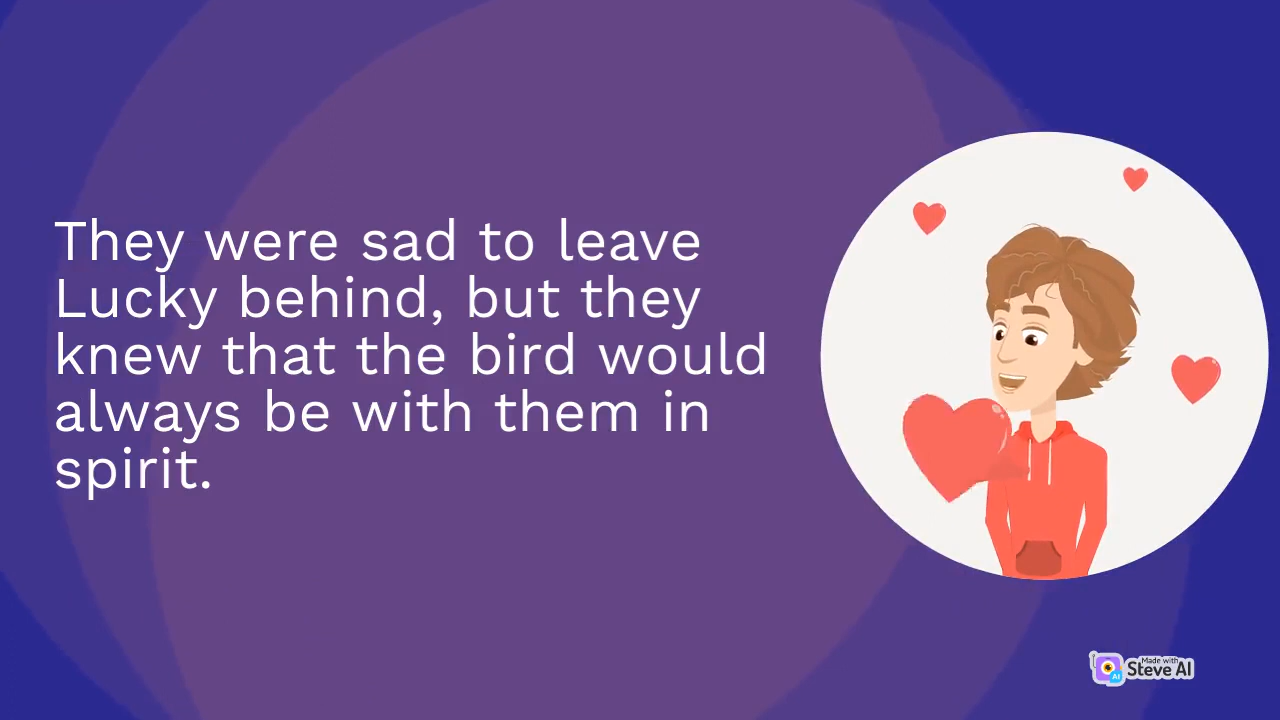 They were sad to leave
Lucky behind, but they
knew that the bird would
always be with them in
spirit.
Made with
Steve AI
AI